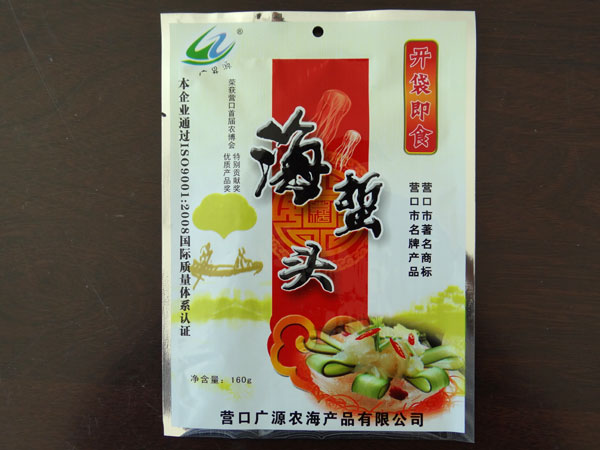 ®
开袋即食
荣获营口首届农博会
特别贡献奖
优质产品奖
本企业通过ISO9001:2008国际质量体系认证
海蜇头
营口市著名商标
营口市名牌产品
净含量：160g
营口广源农海产品有限公司